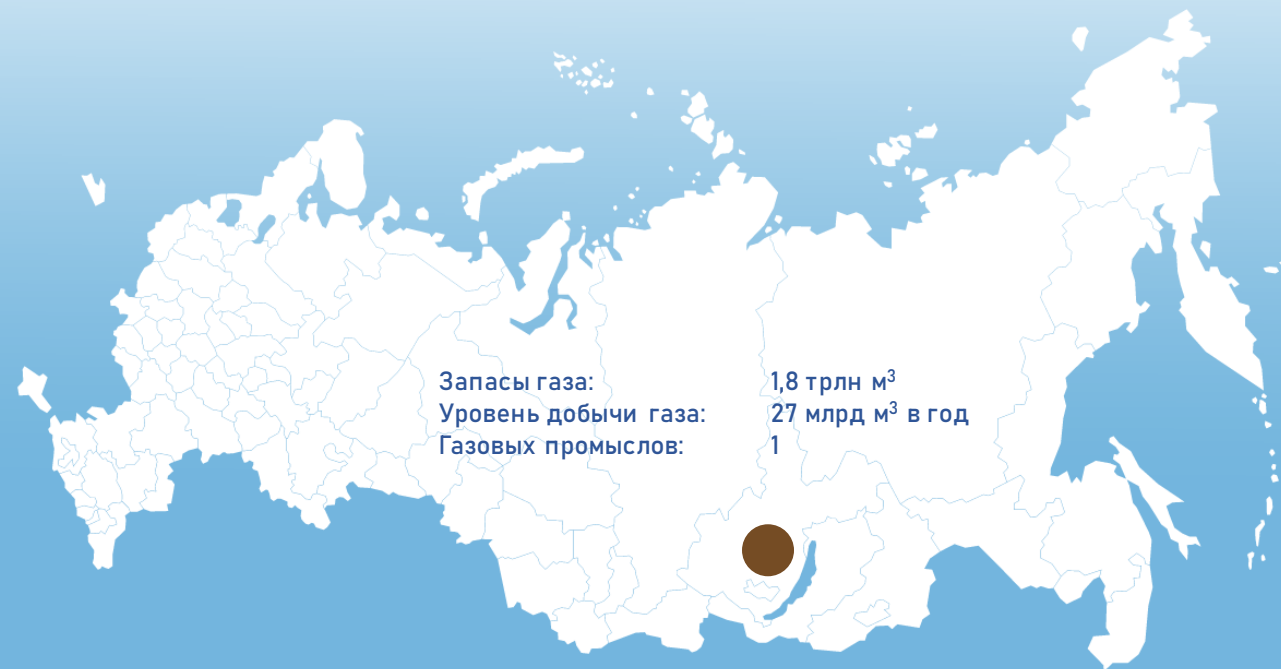 Запасы газа: 1,8 трлн м³
Уровень добычи газа: 27 млрд м³ в год
Газовых промыслов: 1